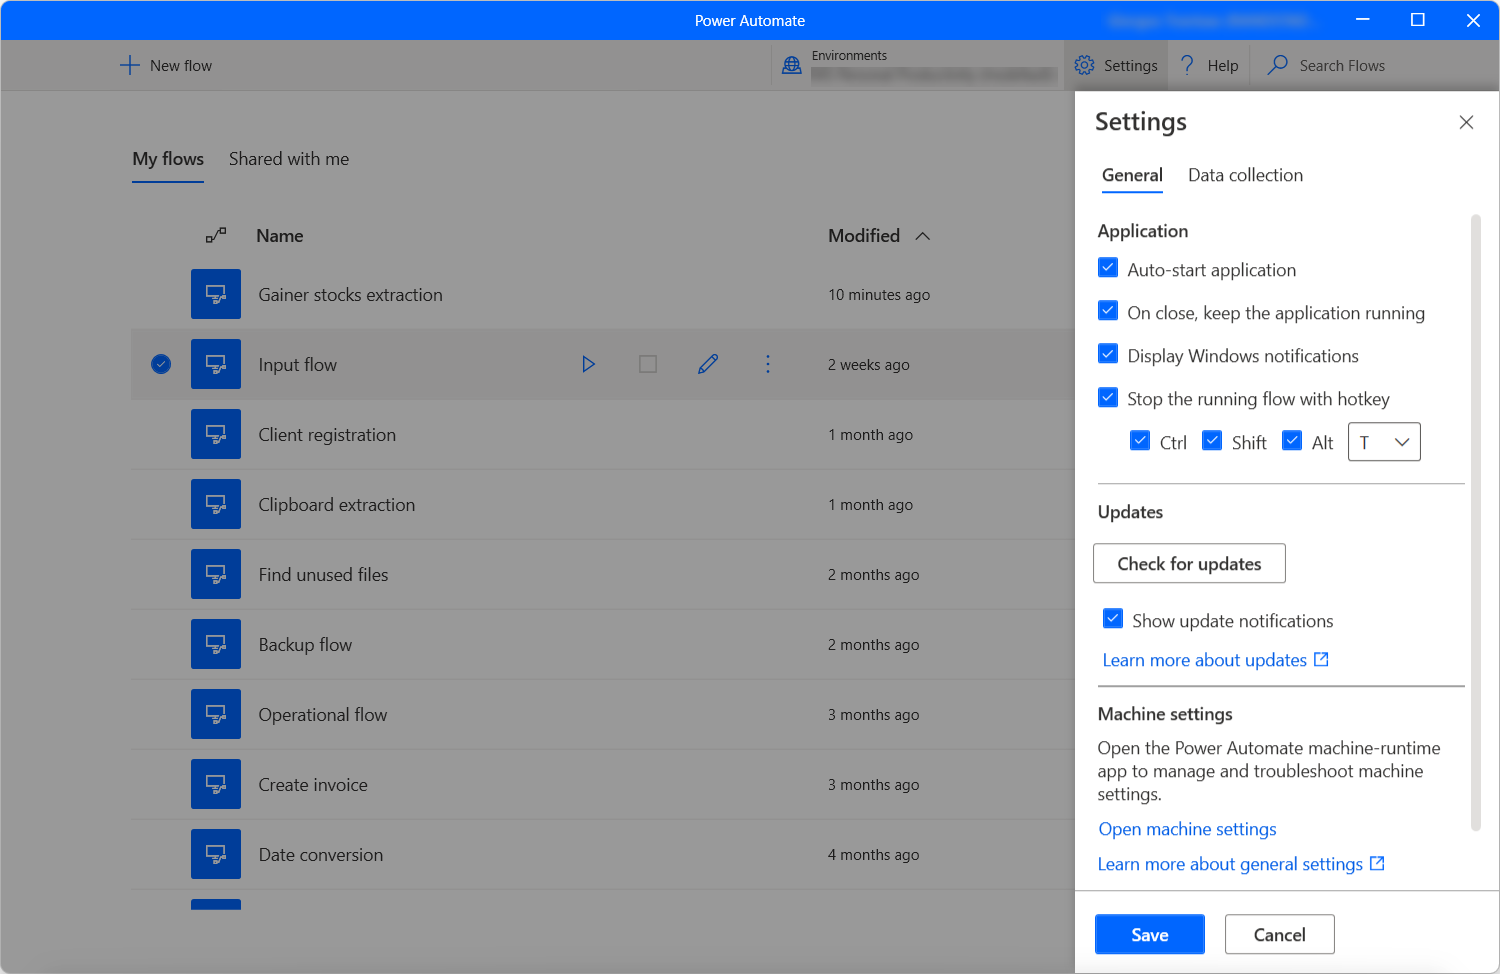 Power Automate
New flow
Environments
Settings
Help
Search Flows
My flows
Shared with me
Name
Modified
Gainer stocks extraction
10 minutes ago
Input flow
2 weeks ago
Client registration
1 month ago
Clipboard extraction
1 month ago
Find unused files
2 months ago
Backup flow
2 months ago
Operational flow
3 months ago
Create invoice
3 months ago
Date conversion
4 months ago
Settings
General
Data collection
Application
Auto-start application
On close, keep the application running
Display Windows notifications
Stop the running flow with hotkey
Ctrl
Shift
Alt
T
Updates
Check for updates
Show update notifications
Learn more about updates
Machine settings
Open the Power Automate machine-runtime
app to manage and troubleshoot machine
settings.
Open machine settings
Learn more about general settings
Save
Cancel